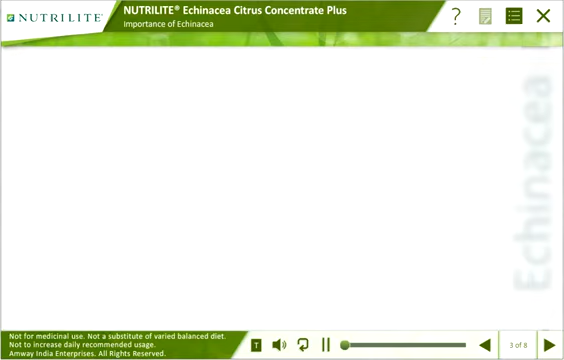 NUTRILITE®
NUTRILITE® Echinacea Citrus Concentrate Plus
Importance of Echinacea
?
Echinacea
Not for medicinal use. Not a substitute of varied balanced diet.
Not to increase daily recommended usage.
Amway India Enterprises. All Rights Reserved.
T
3 of 8